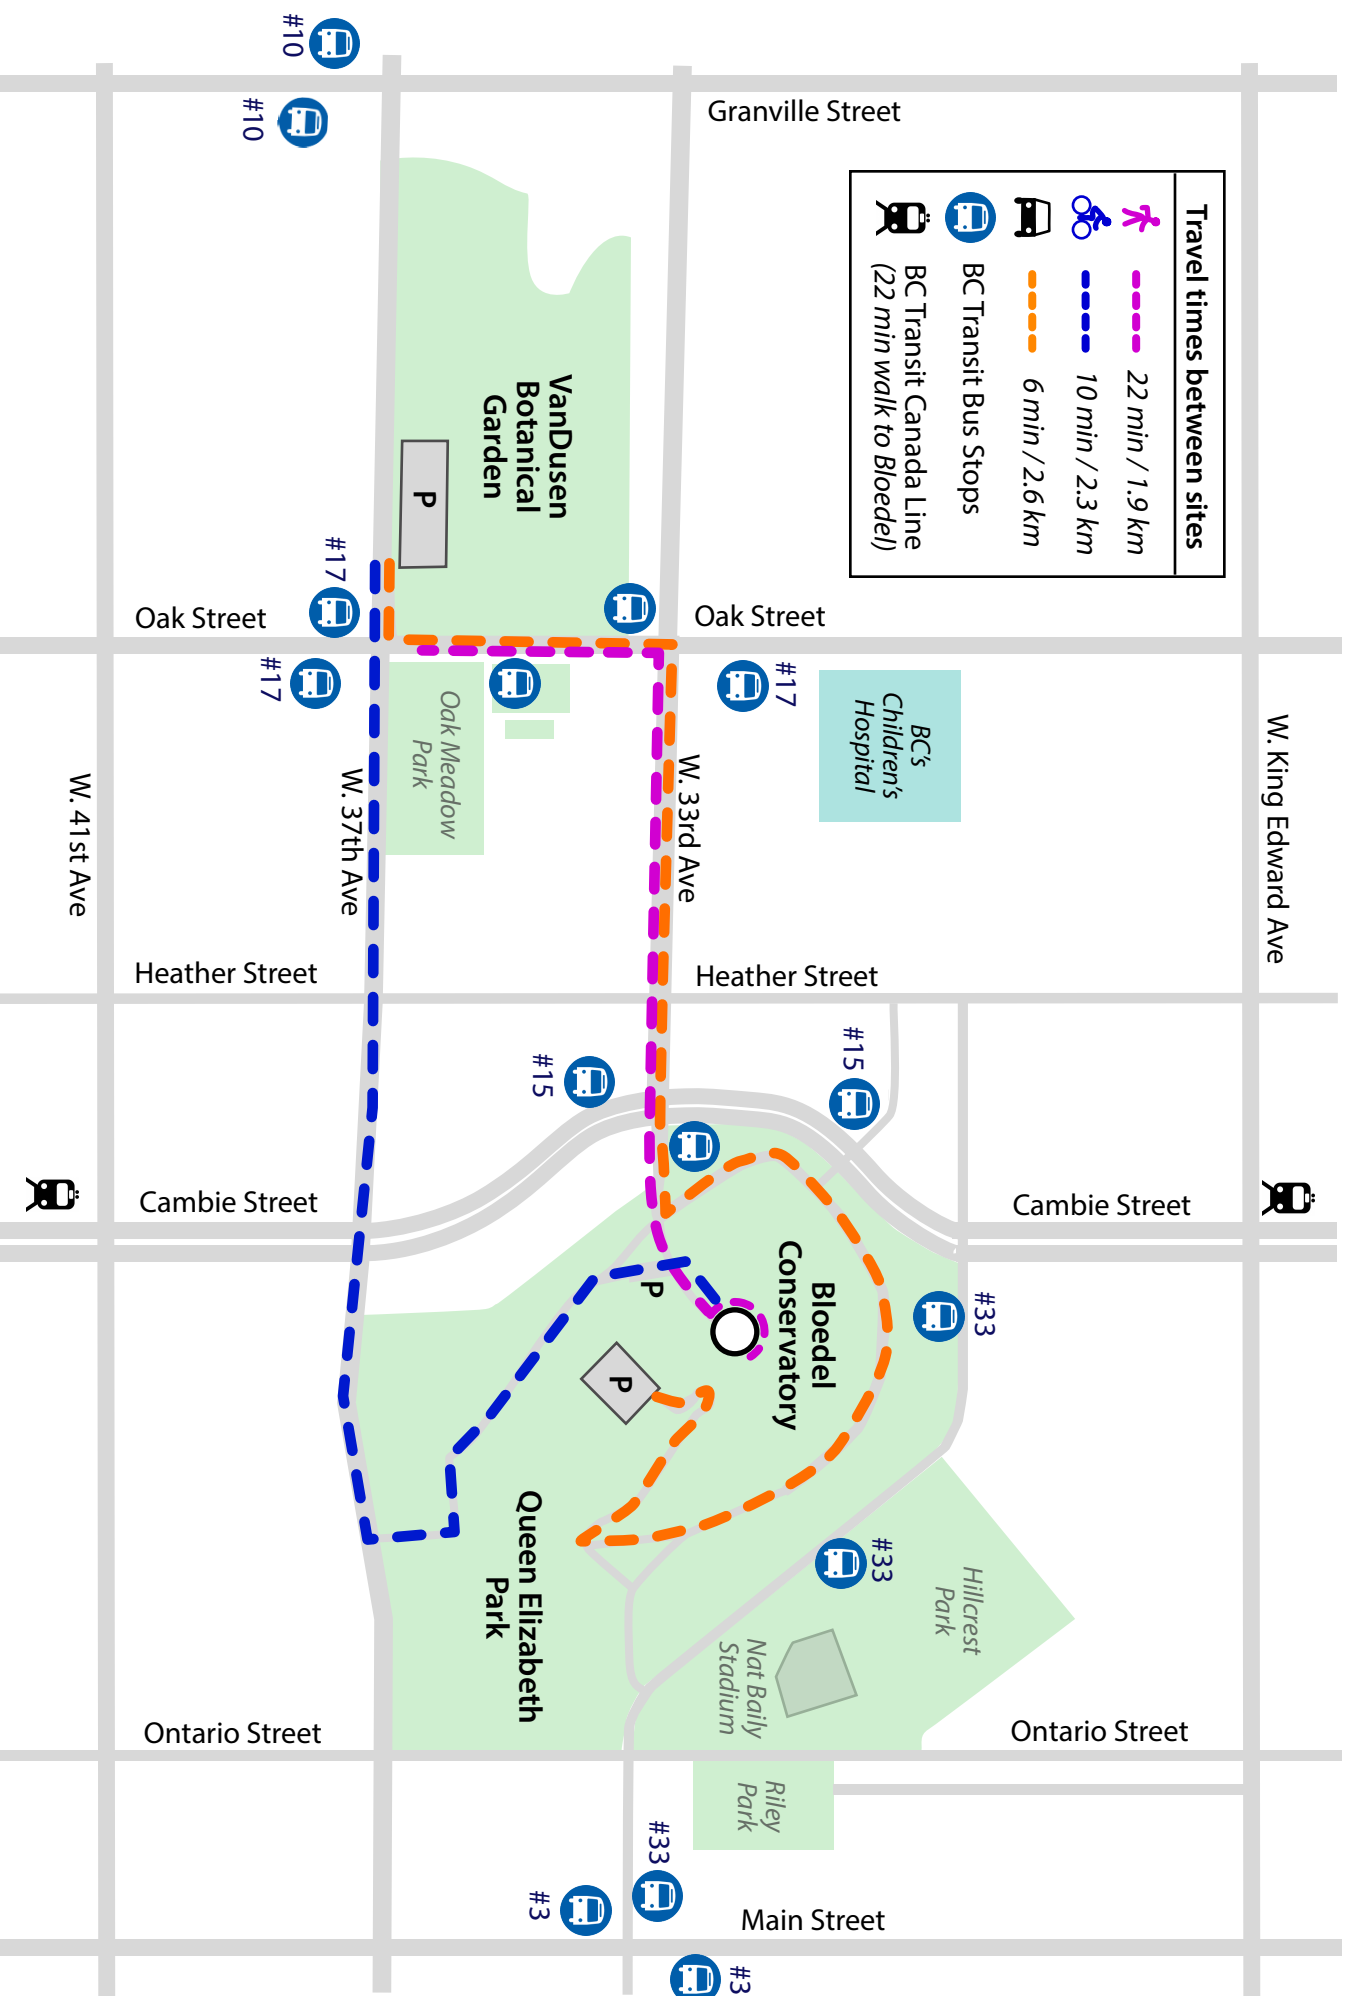 #10
#10
Granville Street
Travel times between sites
22 min / 1.9 km
10 min / 2.3 km
6 min / 2.6 km
BC Transit Bus Stops
BC Transit Canada Line
(22 min walk to Bloedel)
VanDusen
Botanical
Garden
P
#17
Oak Street
Oak Street
#17
#17
BC's
Children's
Hospital
Oak Meadow
Park
W. King Edward Ave
W. 33rd Ave
W. 37th Ave
W. 41st Ave
Heather Street
Heather Street
#15
#15
Cambie Street
Cambie Street
Bloedel
Conservatory
P
P
#33
Queen Elizabeth
Park
#33
Hillcrest
Park
Nat Baily
Stadium
Ontario Street
Ontario Street
Riley
Park
#33
#3
Main Street
#3